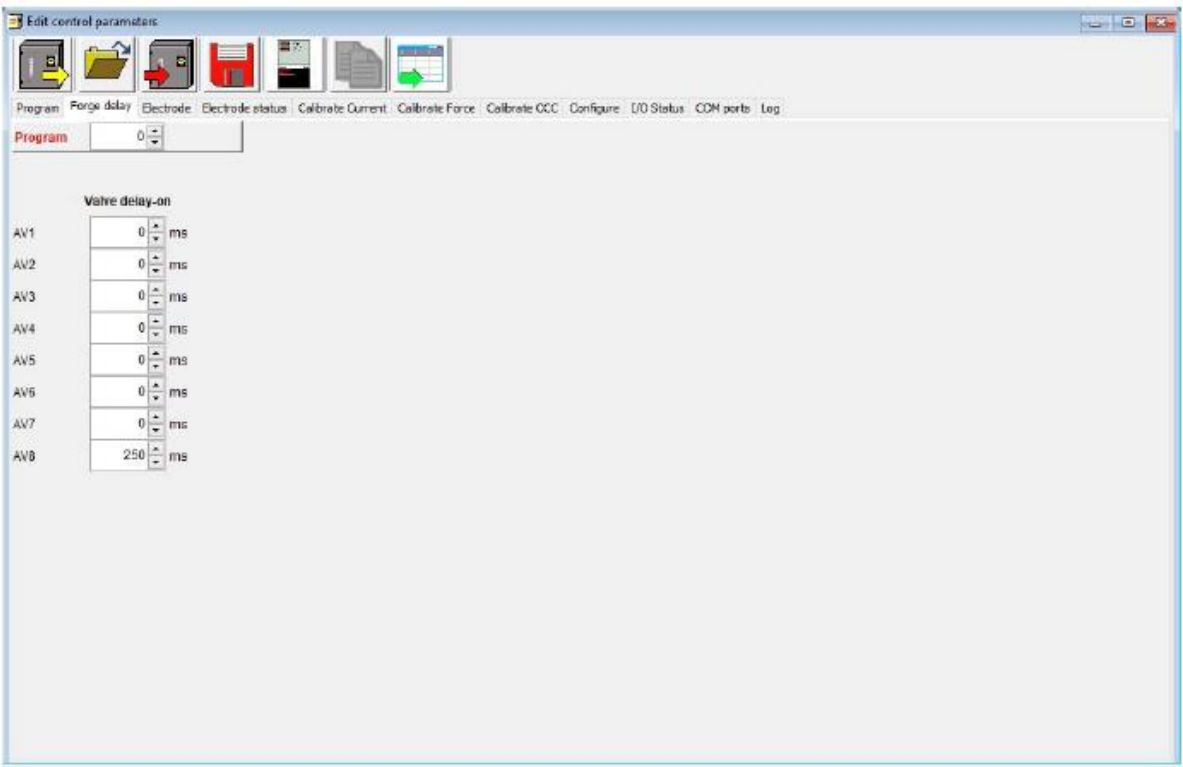 Edit control parameters
Program Forge delay Electrode Electrode status Calibrate Current Calibrate Force Calibrate CCC Configure I/O Status COM ports Log
Program 0
Valve delay-on
AV1 0 ms
AV2 0 ms
AV3 0 ms
AV4 0 ms
AV5 0 ms
AV6 0 ms
AV7 0 ms
AV8 250 ms